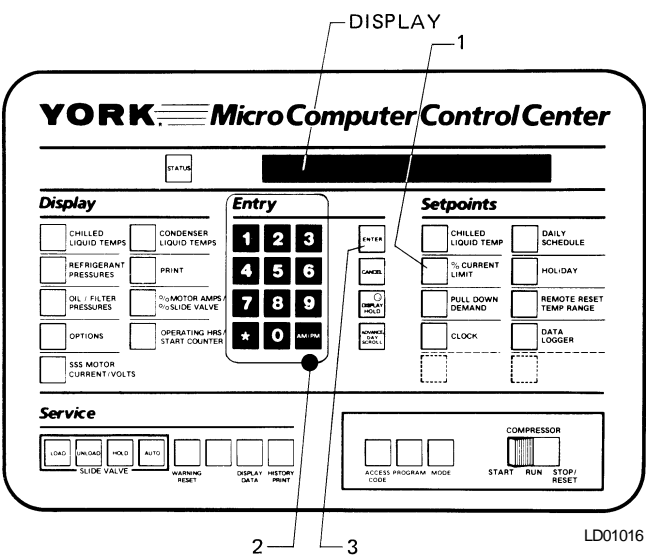 DISPLAY
1
YORK Micro Computer Control Center
STATUS
Display
Entry
Setpoints
CHILLED
LIQUID TEMPS
CONDENSER
LIQUID TEMPS
REFRIGERANT
PRESSURES
PRINT
OIL / FILTER
PRESSURES
% MOTOR AMPS/
% SLIDE VALVE
OPTIONS
OPERATING HRS/
START COUNTER
SSS MOTOR
CURRENT/VOLTS
1 2 3
4 5 6
7 8 9
* 0 AM/PM
ENTER
CANCEL
DISPLAY
HOLD
ADVANCE
DAY
SCROLL
CHILLED
LIQUID TEMP
DAILY
SCHEDULE
% CURRENT
LIMIT
HOLIDAY
PULL DOWN
DEMAND
REMOTE RESET
TEMP RANGE
CLOCK
DATA
LOGGER
Service
LOAD UNLOAD HOLD AUTO
SLIDE VALVE
WARNING
RESET
DISPLAY
DATA
HISTORY
PRINT
ACCESS
CODE
PROGRAM
MODE
COMPRESSOR
START RUN STOP/
RESET
2
3
LD01016